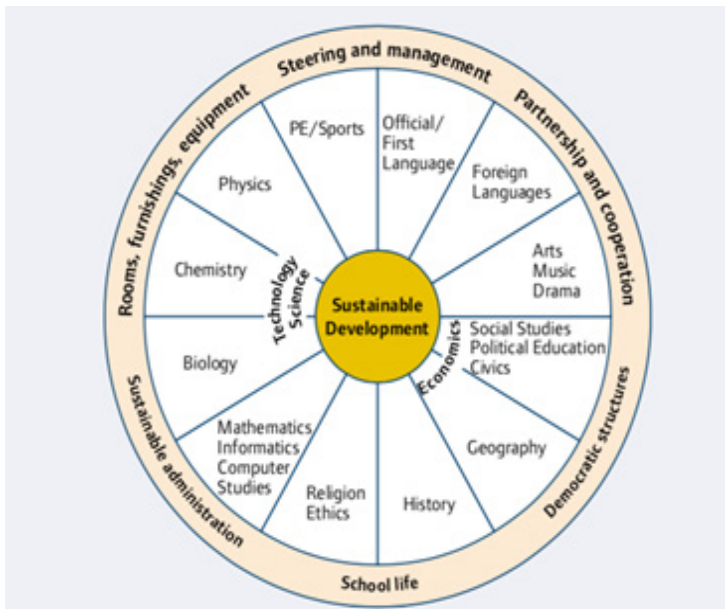 Steering and management
Partnership and cooperation
Democratic structures
School life
Sustainable administration
Rooms, furnishings, equipment
PE/Sports
Official/
First
Language
Foreign
Languages
Arts
Music
Drama
Social Studies
Political Education
Civics
Geography
History
Religion
Ethics
Mathematics
Informatics
Computer
Studies
Biology
Chemistry
Physics
Technology
Science
Economics
Sustainable
Development